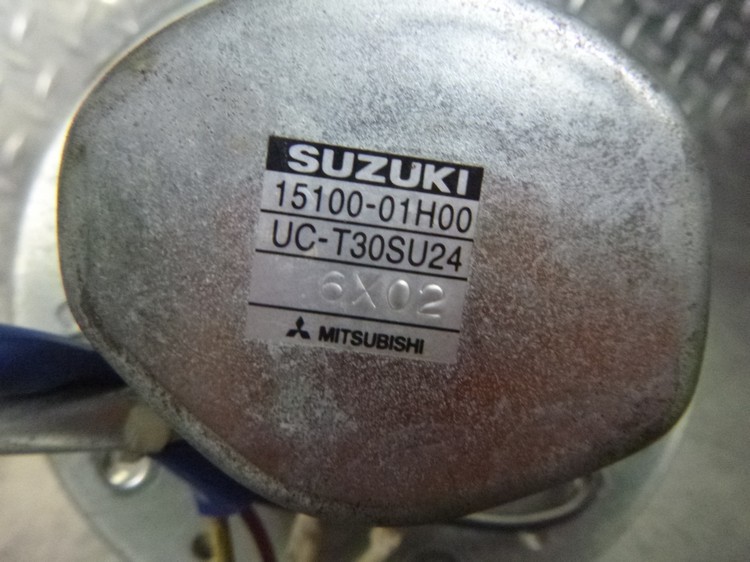 SUZUKI
15100-01H00
UC-T30SU24
6X02
MITSUBISHI